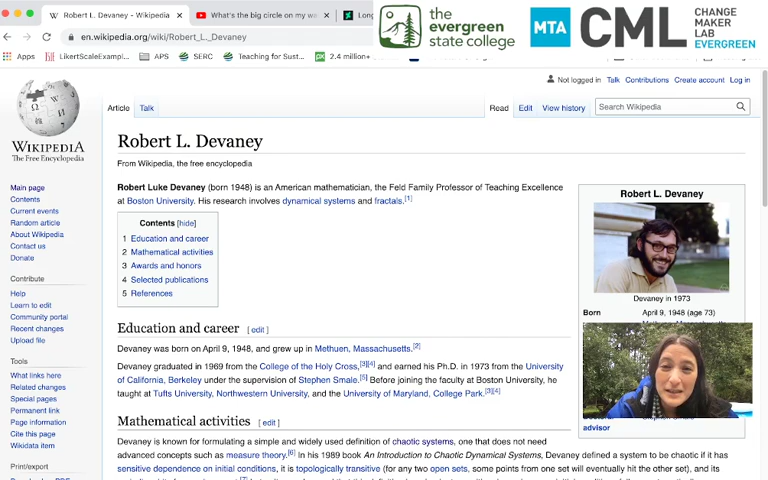 Robert L. Devaney - Wikipedia
What's the big circle on my wa
Long
the evergreen state college
MTA
CML
CHANGE MAKER LAB EVERGREEN
en.wikipedia.org/wiki/Robert_L._Devaney
Apps
LikertScaleExampl...
APS
SERC
Teaching for Sust...
2.4 million+
Not logged in Talk Contributions Create account Log in
Article Talk
Read Edit View history
Search Wikipedia
WIKIPEDIA
The Free Encyclopedia
Main page
Contents
Current events
Random article
About Wikipedia
Contact us
Donate
Contribute
Help
Learn to edit
Community portal
Recent changes
Upload file
Tools
What links here
Related changes
Special pages
Permanent link
Page information
Cite this page
Wikidata item
Print/export
Robert L. Devaney
From Wikipedia, the free encyclopedia
Robert Luke Devaney (born 1948) is an American mathematician, the Feld Family Professor of Teaching Excellence
at Boston University. His research involves dynamical systems and fractals.[1]
Contents [hide]
1 Education and career
2 Mathematical activities
3 Awards and honors
4 Selected publications
5 References
Education and career [ edit ]
Devaney was born on April 9, 1948, and grew up in Methuen, Massachusetts.[2]
Devaney graduated in 1969 from the College of the Holy Cross,[3][4] and earned his Ph.D. in 1973 from the University
of California, Berkeley under the supervision of Stephen Smale.[5] Before joining the faculty at Boston University, he
taught at Tufts University, Northwestern University, and the University of Maryland, College Park.[3][4]
Mathematical activities [ edit ]
Devaney is known for formulating a simple and widely used definition of chaotic systems, one that does not need
advanced concepts such as measure theory.[6] In his 1989 book An Introduction to Chaotic Dynamical Systems, Devaney defined a system to be chaotic if it has
sensitive dependence on initial conditions, it is topologically transitive (for any two open sets, some points from one set will eventually hit the other set), and its
Robert L. Devaney
Devaney in 1973
Born April 9, 1948 (age 73)
advisor